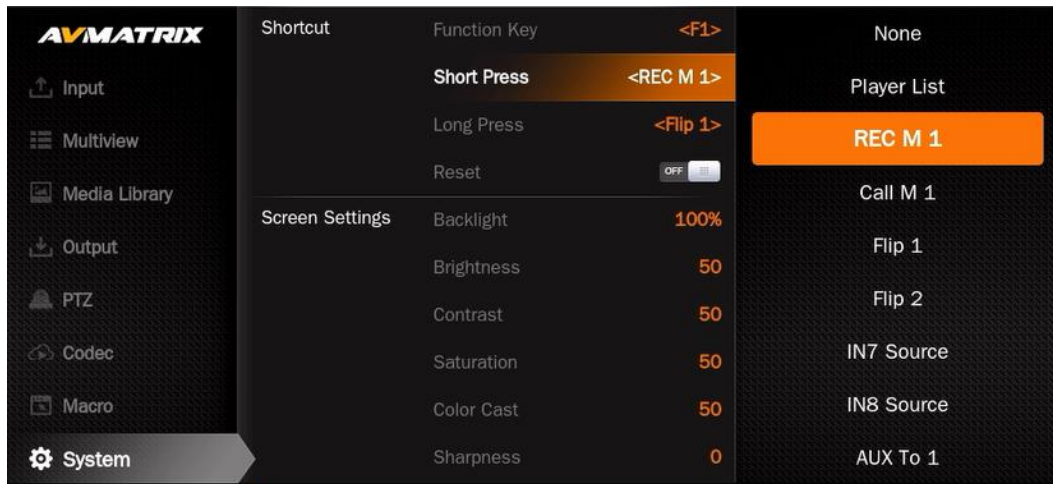 AVMATRIX
Input
Multiview
Media Library
Output
PTZ
Codec
Macro
System
Shortcut
Function Key <F1>
Short Press <REC M 1>
Long Press <Flip 1>
Reset OFF
Screen Settings
Backlight 100%
Brightness 50
Contrast 50
Saturation 50
Color Cast 50
Sharpness 0
None
Player List
REC M 1
Call M 1
Flip 1
Flip 2
IN7 Source
IN8 Source
AUX To 1